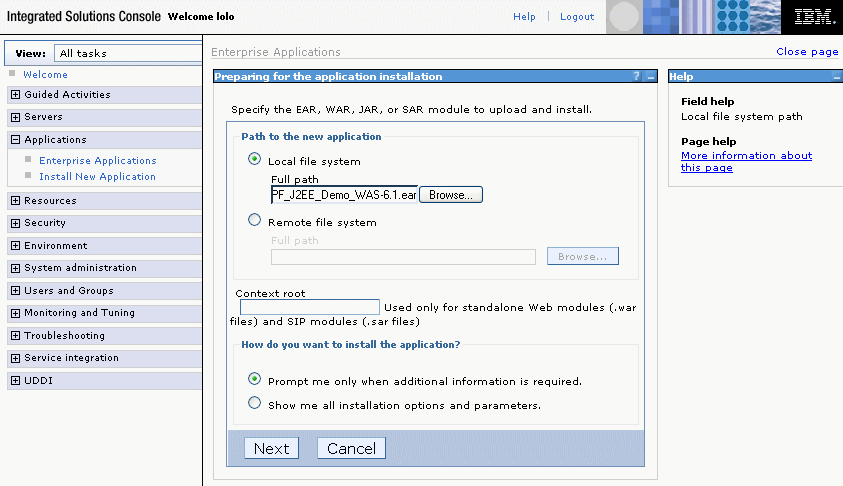 Integrated Solutions Console Welcome lolo
Help | Logout
IBM.
View: All tasks
Welcome
Guided Activities
Servers
Applications
Enterprise Applications
Install New Application
Resources
Security
Environment
System administration
Users and Groups
Monitoring and Tuning
Troubleshooting
Service integration
UDDI
Enterprise Applications
Close page
Preparing for the application installation
? 
Specify the EAR, WAR, JAR, or SAR module to upload and install.
Path to the new application
Local file system
Full path
PF_J2EE_Demo_WAS-6.1.ear Browse...
Remote file system
Full path
Browse...
Context root
Used only for standalone Web modules (.war
files) and SIP modules (.sar files)
How do you want to install the application?
Prompt me only when additional information is required.
Show me all installation options and parameters.
Next Cancel
Help
Field help
Local file system path
Page help
More information about
this page